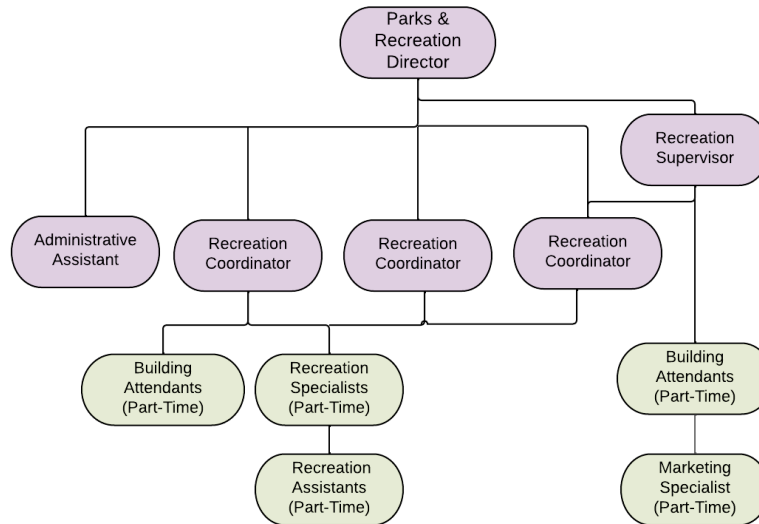 Parks &
Recreation
Director
Recreation
Supervisor
Administrative
Assistant
Recreation
Coordinator
Recreation
Coordinator
Recreation
Coordinator
Building
Attendants
(Part-Time)
Recreation
Specialists
(Part-Time)
Building
Attendants
(Part-Time)
Recreation
Assistants
(Part-Time)
Marketing
Specialist
(Part-Time)